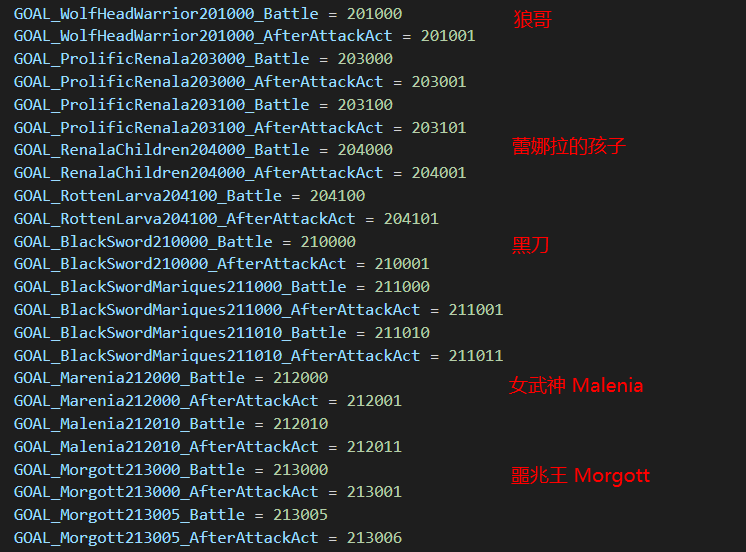 GOAL_WolfHeadWarrior201000_Battle = 201000
狼哥
GOAL_WolfHeadWarrior201000_AfterAttackAct = 201001
GOAL_ProlificRenala203000_Battle = 203000
GOAL_ProlificRenala203000_AfterAttackAct = 203001
GOAL_ProlificRenala203100_Battle = 203100
GOAL_ProlificRenala203100_AfterAttackAct = 203101
蕾娜拉的孩子
GOAL_RenalaChildren204000_Battle = 204000
GOAL_RenalaChildren204000_AfterAttackAct = 204001
GOAL_RottenLarva204100_Battle = 204100
GOAL_RottenLarva204100_AfterAttackAct = 204101
GOAL_BlackSword210000_Battle = 210000
黑刀
GOAL_BlackSword210000_AfterAttackAct = 210001
GOAL_BlackSwordMariques211000_Battle = 211000
GOAL_BlackSwordMariques211000_AfterAttackAct = 211001
GOAL_BlackSwordMariques211010_Battle = 211010
GOAL_BlackSwordMariques211010_AfterAttackAct = 211011
GOAL_Marenia212000_Battle = 212000
女武神 Malenia
GOAL_Marenia212000_AfterAttackAct = 212001
GOAL_Malenia212010_Battle = 212010
GOAL_Malenia212010_AfterAttackAct = 212011
GOAL_Morgott213000_Battle = 213000
噩兆王 Morgott
GOAL_Morgott213000_AfterAttackAct = 213001
GOAL_Morgott213005_Battle = 213005
GOAL_Morgott213005_AfterAttackAct = 213006